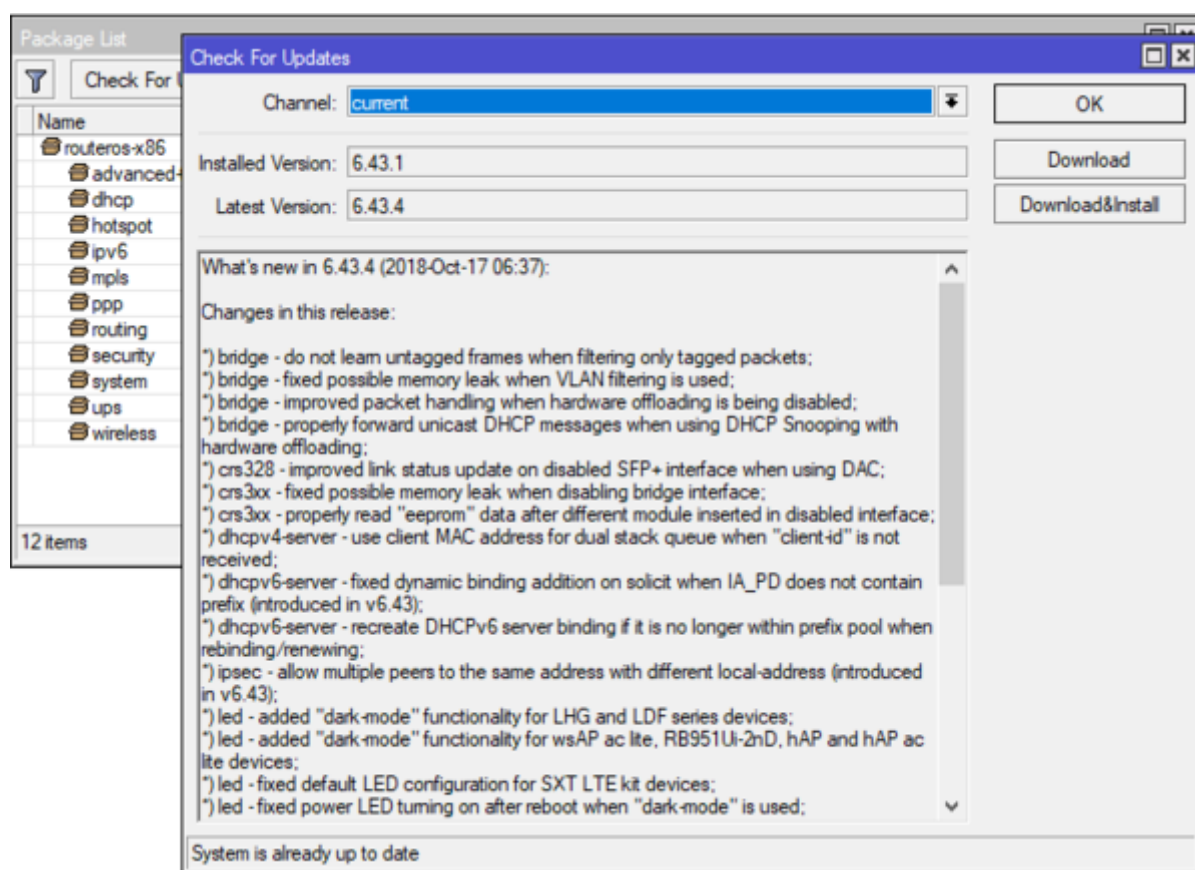 Package List
Check For
Name
routeros-x86
advanced-
dhcp
hotspot
ipv6
mpls
ppp
routing
security
system
ups
wireless
12 items
Check For Updates
Channel: current
OK
Installed Version: 6.43.1
Download
Latest Version: 6.43.4
Download&Install
What's new in 6.43.4 (2018-Oct-17 06:37):
Changes in this release:
*) bridge - do not learn untagged frames when filtering only tagged packets;
*) bridge - fixed possible memory leak when VLAN filtering is used;
*) bridge - improved packet handling when hardware offloading is being disabled;
*) bridge - properly forward unicast DHCP messages when using DHCP Snooping with
hardware offloading;
*) crs328 - improved link status update on disabled SFP+ interface when using DAC;
*) crs3xx - fixed possible memory leak when disabling bridge interface;
*) crs3xx - properly read "eeprom" data after different module inserted in disabled interface;
*) dhcpv4-server - use client MAC address for dual stack queue when "client-id" is not
received;
*) dhcpv6-server - fixed dynamic binding addition on solicit when IA_PD does not contain
prefix (introduced in v6.43);
*) dhcpv6-server - recreate DHCPv6 server binding if it is no longer within prefix pool when
rebinding/renewing;
*) ipsec - allow multiple peers to the same address with different local-address (introduced
in v6.43);
*) led - added "dark-mode" functionality for LHG and LDF series devices;
*) led - added "dark-mode" functionality for wsAP ac lite, RB951Ui-2nD, hAP and hAP ac
lite devices;
*) led - fixed default LED configuration for SXT LTE kit devices;
*) led - fixed power LED turning on after reboot when "dark-mode" is used;
System is already up to date